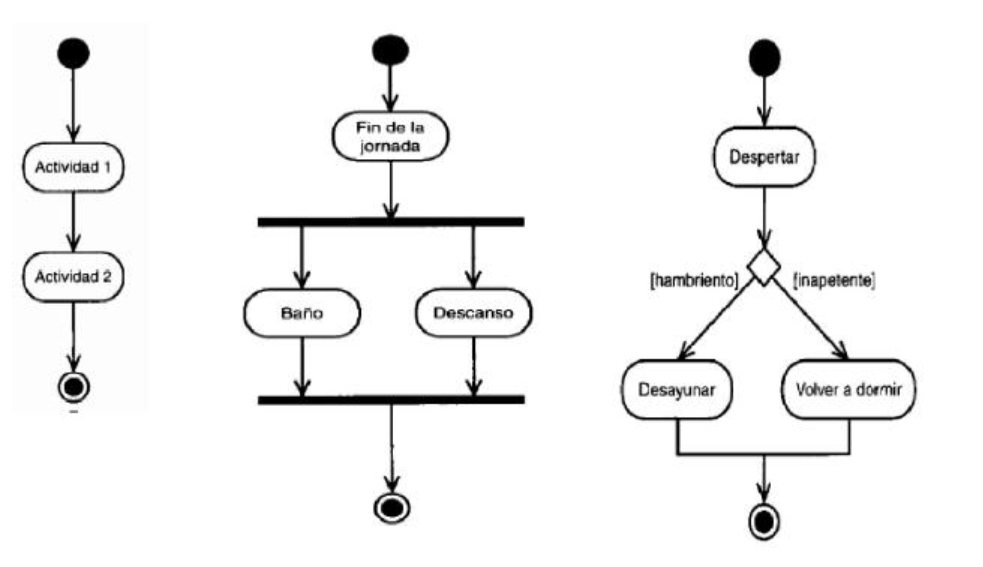 Actividad 1
Actividad 2
Fin de la
jornada
Baño
Descanso
Despertar
[hambriento]
[inapetente]
Desayunar
Volver a dormir